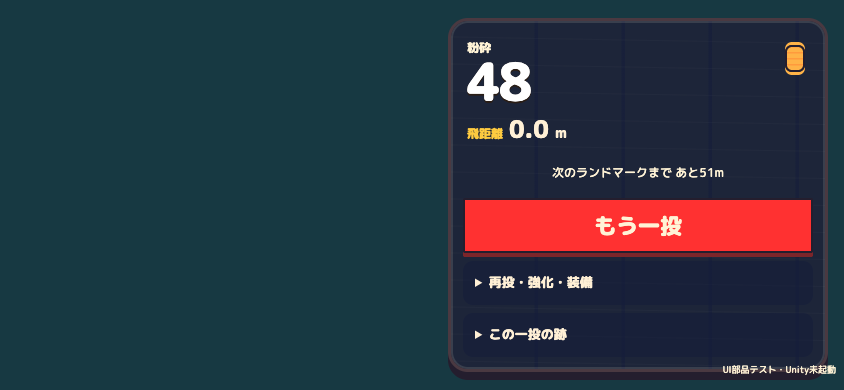 粉砕
48
飛距離 0.0 m
次のランドマークまで あと51m
もう一投
▶ 再投・強化・装備
▶ この一投の跡
UI部品テスト・Unity未起動